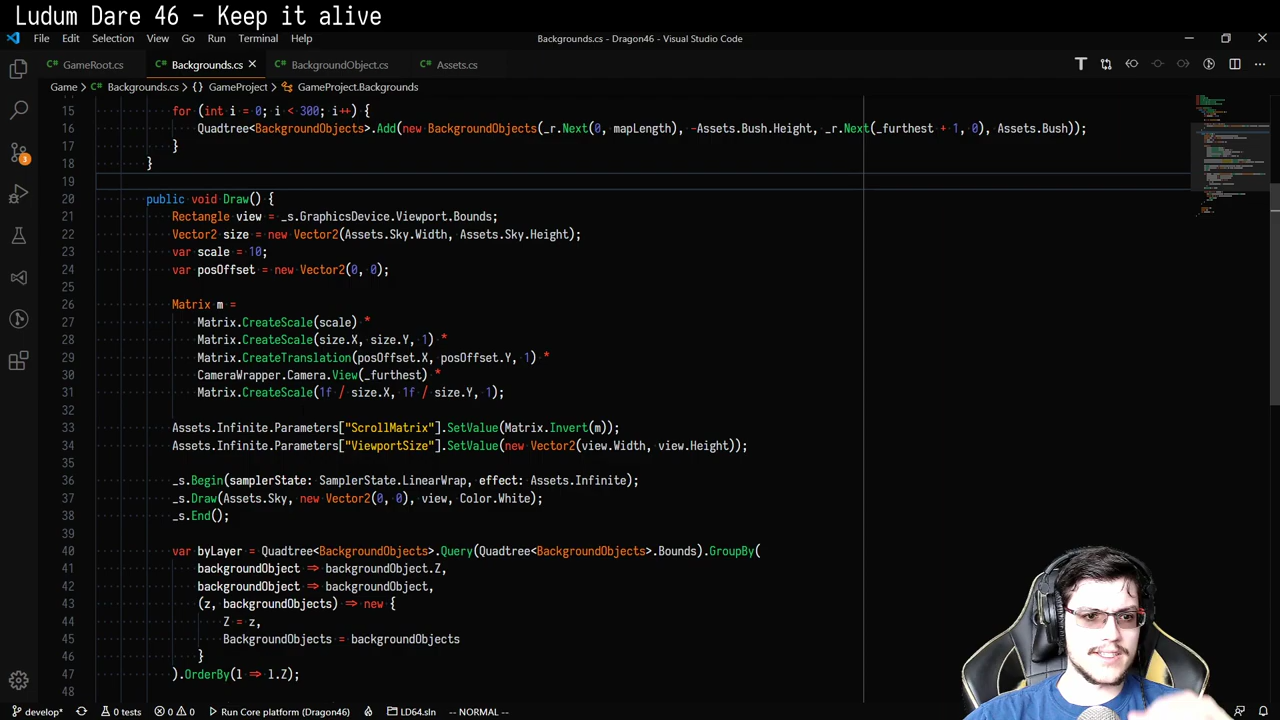 Ludum Dare 46 - Keep it alive
File Edit Selection View Go Run Terminal Help
Backgrounds.cs - Dragon46 - Visual Studio Code
GameRoot.cs Backgrounds.cs BackgroundObject.cs Assets.cs
Game > Backgrounds.cs > {} GameProject > GameProject.Backgrounds
15 for (int i = 0; i < 300; i++) {
16 Quadtree<BackgroundObjects>.Add(new BackgroundObjects(_r.Next(0, mapLength), -Assets.Bush.Height, _r.Next(_furthest + 1, 0), Assets.Bush));
17 }
18 }
19
20 public void Draw() {
21 Rectangle view = _s.GraphicsDevice.Viewport.Bounds;
22 Vector2 size = new Vector2(Assets.Sky.Width, Assets.Sky.Height);
23 var scale = 10;
24 var posOffset = new Vector2(0, 0);
25
26 Matrix m =
27 Matrix.CreateScale(scale) *
28 Matrix.CreateScale(size.X, size.Y, 1) *
29 Matrix.CreateTranslation(posOffset.X, posOffset.Y, 1) *
30 CameraWrapper.Camera.View(_furthest) *
31 Matrix.CreateScale(1f / size.X, 1f / size.Y, 1);
32
33 Assets.Infinite.Parameters["ScrollMatrix"].SetValue(Matrix.Invert(m));
34 Assets.Infinite.Parameters["ViewportSize"].SetValue(new Vector2(view.Width, view.Height));
35
36 _s.Begin(samplerState: SamplerState.LinearWrap, effect: Assets.Infinite);
37 _s.Draw(Assets.Sky, new Vector2(0, 0), view, Color.White);
38 _s.End();
39
40 var byLayer = Quadtree<BackgroundObjects>.Query(Quadtree<BackgroundObjects>.Bounds).GroupBy(
41 backgroundObject => backgroundObject.Z,
42 backgroundObject => backgroundObject,
43 (z, backgroundObjects) => new {
44 Z = z,
45 BackgroundObjects = backgroundObjects
46 }
47 ).OrderBy(l => l.Z);
48
3
develop* 0 tests 0 0 Run Core platform (Dragon46) LD64.sln -- NORMAL --